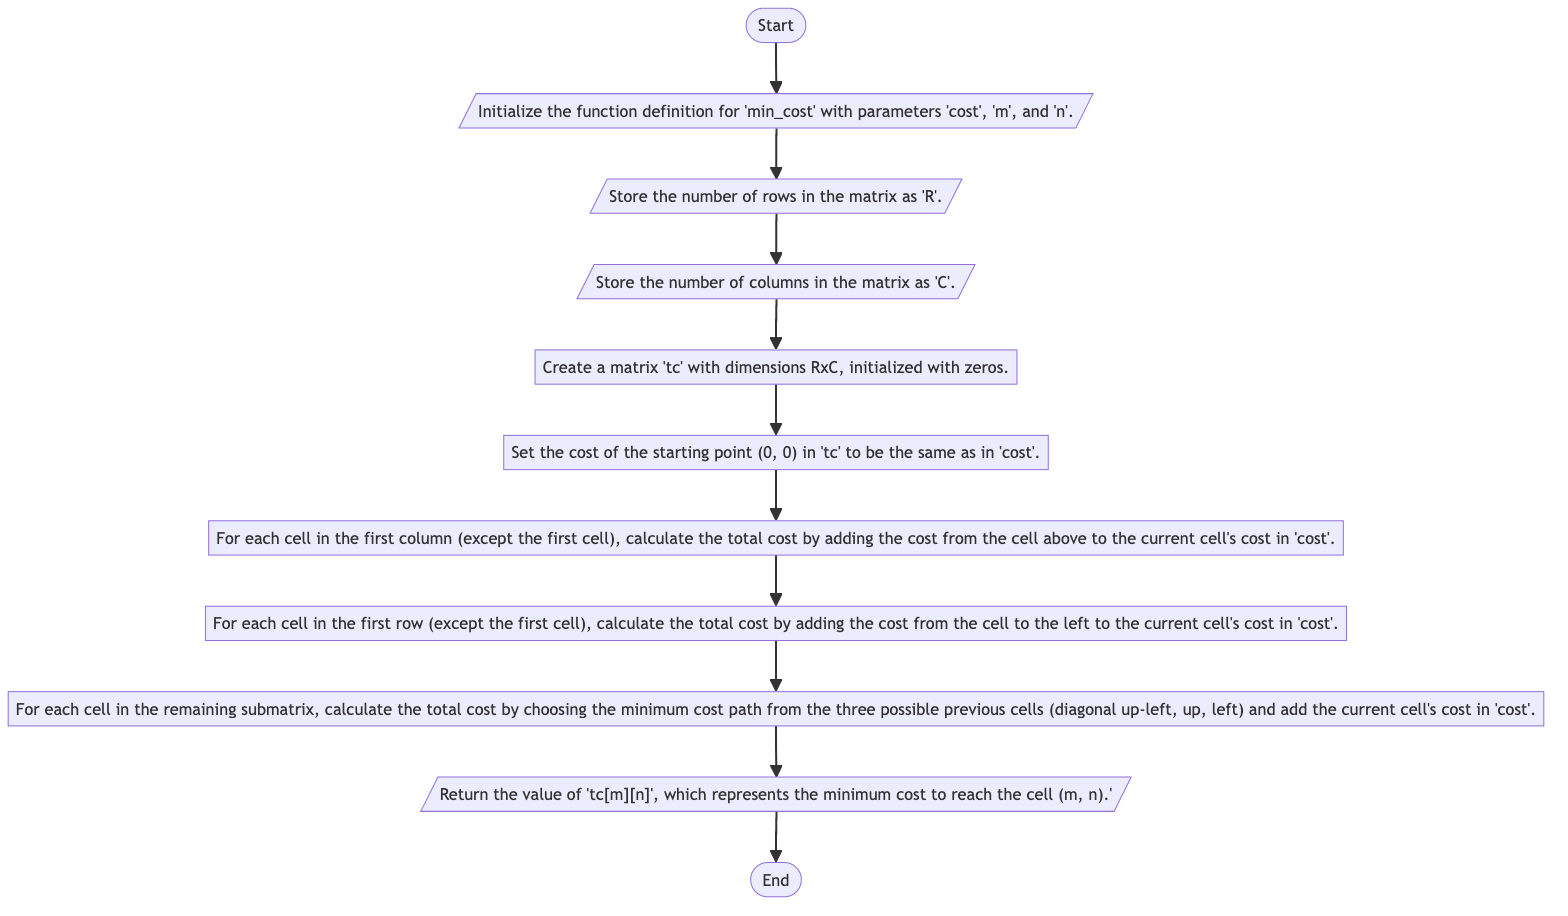 Start
Initialize the function definition for 'min_cost' with parameters 'cost', 'm', and 'n'.
Store the number of rows in the matrix as 'R'.
Store the number of columns in the matrix as 'C'.
Create a matrix 'tc' with dimensions RxC, initialized with zeros.
Set the cost of the starting point (0, 0) in 'tc' to be the same as in 'cost'.
For each cell in the first column (except the first cell), calculate the total cost by adding the cost from the cell above to the current cell's cost in 'cost'.
For each cell in the first row (except the first cell), calculate the total cost by adding the cost from the cell to the left to the current cell's cost in 'cost'.
For each cell in the remaining submatrix, calculate the total cost by choosing the minimum cost path from the three possible previous cells (diagonal up-left, up, left) and add the current cell's cost in 'cost'.
Return the value of 'tc[m][n]', which represents the minimum cost to reach the cell (m, n).'
End